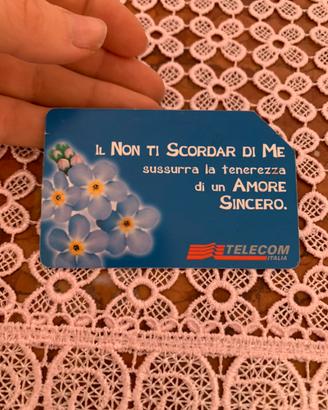 Il Non ti Scordar di Me
sussurra la tenerezza
di un Amore
Sincero.
TELECOM
ITALIA